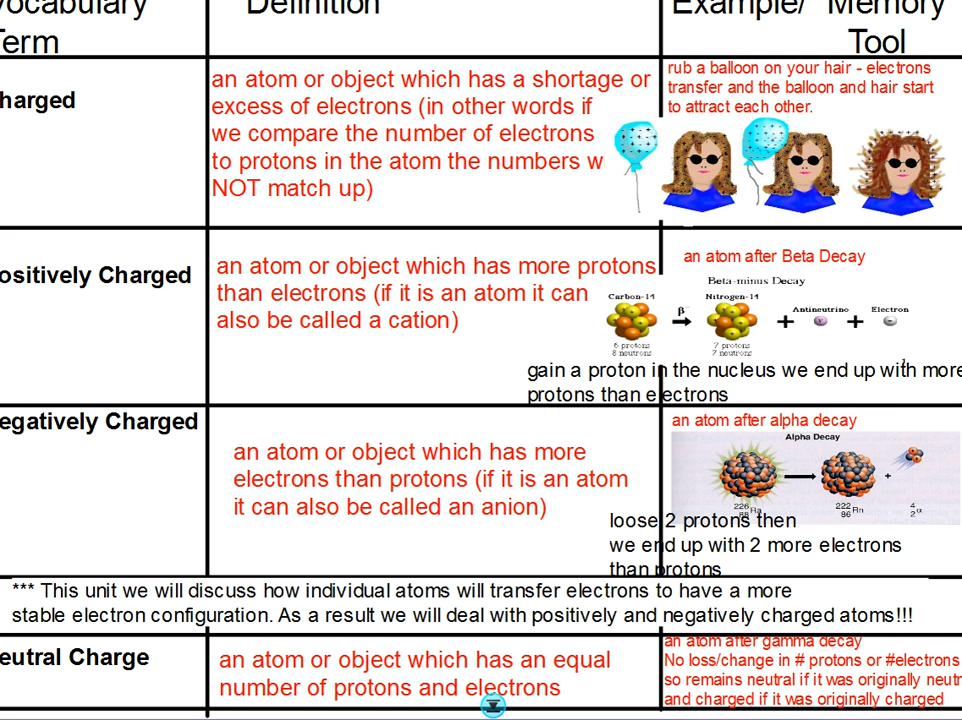 ocabulary Definition Example/ Memory
Term Tool
harged
an atom or object which has a shortage or
excess of electrons (in other words if
we compare the number of electrons
to protons in the atom the numbers w
NOT match up)
rub a balloon on your hair - electrons
transfer and the balloon and hair start
to attract each other.
ositively Charged
an atom or object which has more protons
than electrons (if it is an atom it can
also be called a cation)
an atom after Beta Decay
Beta-minus Decay
Carbon-14 Nitrogen-14
β Antineutrino Electron
6 protons 7 protons
8 neutrons 7 neutrons
gain a proton in the nucleus we end up with more
protons than electrons
egatively Charged
an atom or object which has more
electrons than protons (if it is an atom
it can also be called an anion)
an atom after alpha decay
Alpha Decay
+
226 222 4
88 Ra 86 Rn 2 α
loose 2 protons then
we end up with 2 more electrons
than protons
*** This unit we will discuss how individual atoms will transfer electrons to have a more
stable electron configuration. As a result we will deal with positively and negatively charged atoms!!!
eutral Charge
an atom or object which has an equal
number of protons and electrons
an atom after gamma decay
No loss/change in # protons or #electrons
so remains neutral if it was originally neutr
and charged if it was originally charged